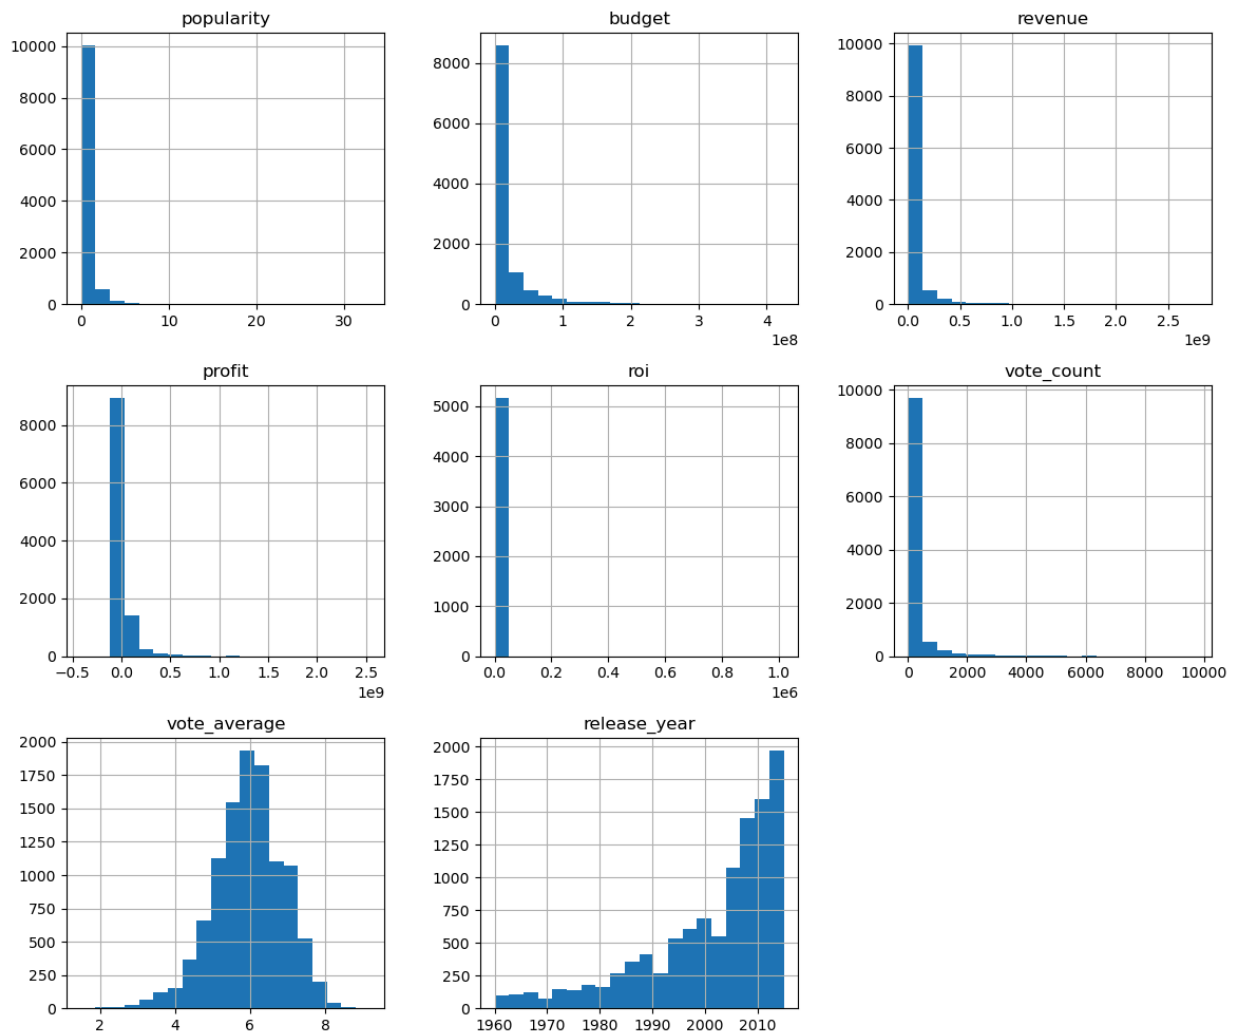 popularity
10000
8000
6000
4000
2000
0
0 10 20 30
budget
8000
6000
4000
2000
0
0 1 2 3 4
1e8
revenue
10000
8000
6000
4000
2000
0
0.0 0.5 1.0 1.5 2.0 2.5
1e9
profit
8000
6000
4000
2000
0
−0.5 0.0 0.5 1.0 1.5 2.0 2.5
1e9
roi
5000
4000
3000
2000
1000
0
0.0 0.2 0.4 0.6 0.8 1.0
1e6
vote_count
10000
8000
6000
4000
2000
0
0 2000 4000 6000 8000 10000
vote_average
2000
1750
1500
1250
1000
750
500
250
0
2 4 6 8
release_year
2000
1750
1500
1250
1000
750
500
250
0
1960 1970 1980 1990 2000 2010